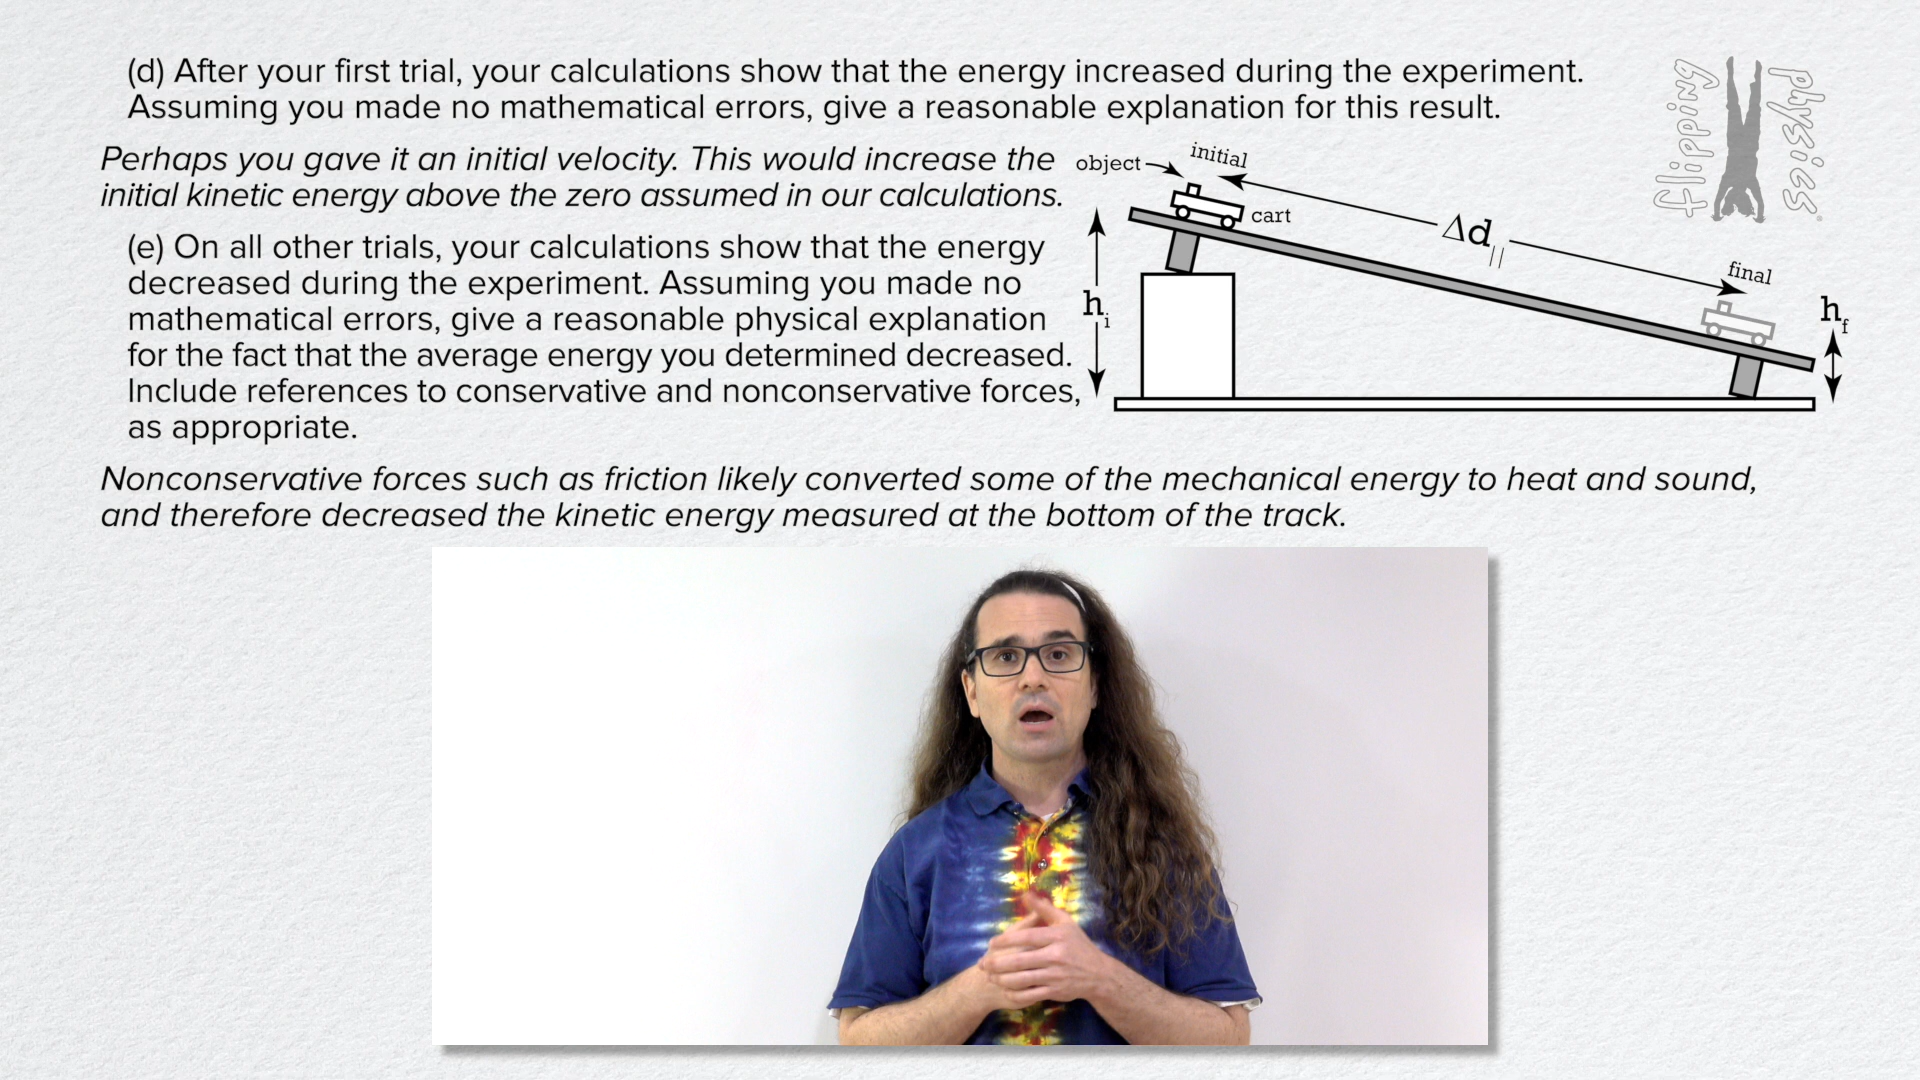 (d) After your first trial, your calculations show that the energy increased during the experiment.
Assuming you made no mathematical errors, give a reasonable explanation for this result.
Perhaps you gave it an initial velocity. This would increase the
initial kinetic energy above the zero assumed in our calculations.
(e) On all other trials, your calculations show that the energy
decreased during the experiment. Assuming you made no
mathematical errors, give a reasonable physical explanation
for the fact that the average energy you determined decreased.
Include references to conservative and nonconservative forces,
as appropriate.
Nonconservative forces such as friction likely converted some of the mechanical energy to heat and sound,
and therefore decreased the kinetic energy measured at the bottom of the track.
object
initial
cart
Δd||
final
hi
hf
flipping
physics